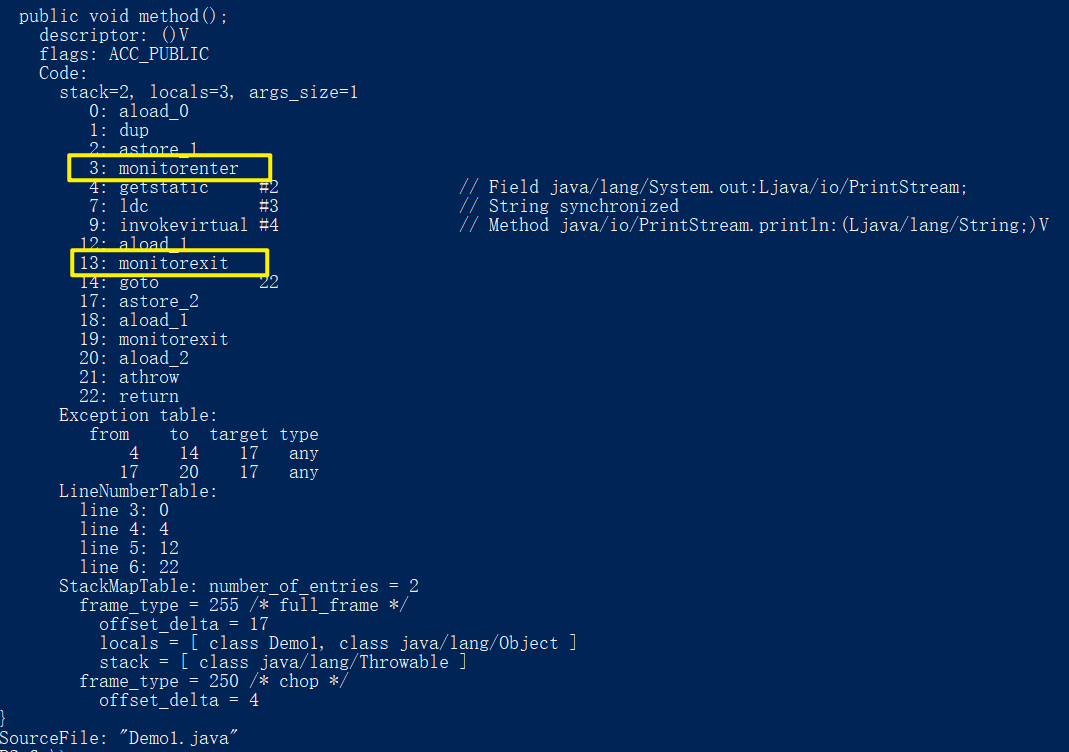 public void method();
descriptor: ()V
flags: ACC_PUBLIC
Code:
stack=2, locals=3, args_size=1
0: aload_0
1: dup
2: astore_1
3: monitorenter
4: getstatic #2 // Field java/lang/System.out:Ljava/io/PrintStream;
7: ldc #3 // String synchronized
9: invokevirtual #4 // Method java/io/PrintStream.println:(Ljava/lang/String;)V
12: aload_1
13: monitorexit
14: goto 22
17: astore_2
18: aload_1
19: monitorexit
20: aload_2
21: athrow
22: return
Exception table:
from to target type
4 14 17 any
17 20 17 any
LineNumberTable:
line 3: 0
line 4: 4
line 5: 12
line 6: 22
StackMapTable: number_of_entries = 2
frame_type = 255 /* full_frame */
offset_delta = 17
locals = [ class Demo1, class java/lang/Object ]
stack = [ class java/lang/Throwable ]
frame_type = 250 /* chop */
offset_delta = 4
}
SourceFile: "Demo1.java"